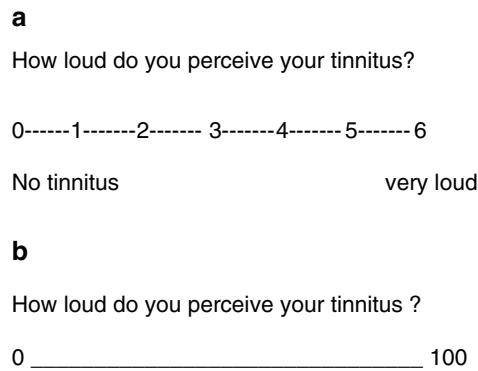 a
How loud do you perceive your tinnitus?
0------1-------2------- 3-------4------- 5------- 6
No tinnitus very loud
b
How loud do you perceive your tinnitus ?
0 ________________________________ 100